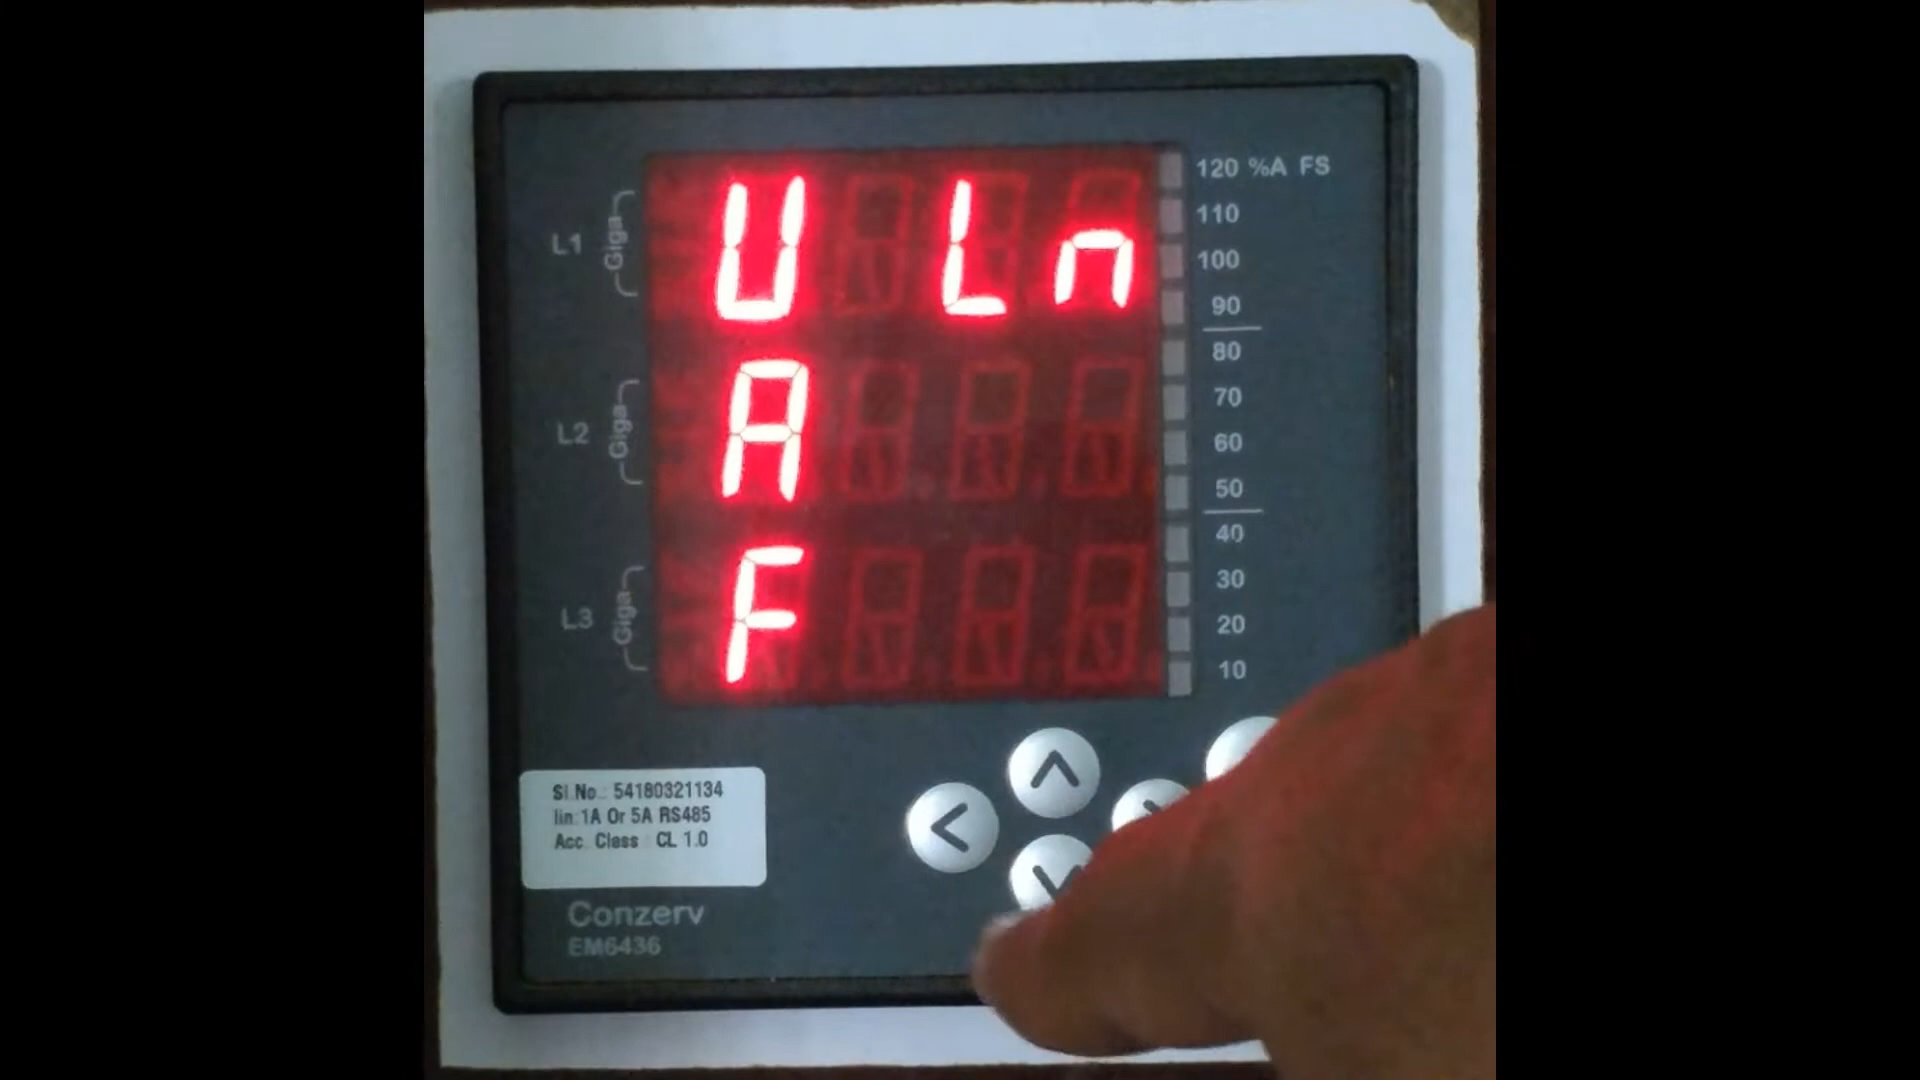 120 %A FS
110
100
90
80
70
60
50
40
30
20
10
L1 Giga
U Ln
L2 Giga
A
L3 Giga
F
Sl.No.: 54180321134
Iin:1A Or 5A RS485
Acc. Class : CL 1.0
Conzerv
EM6436